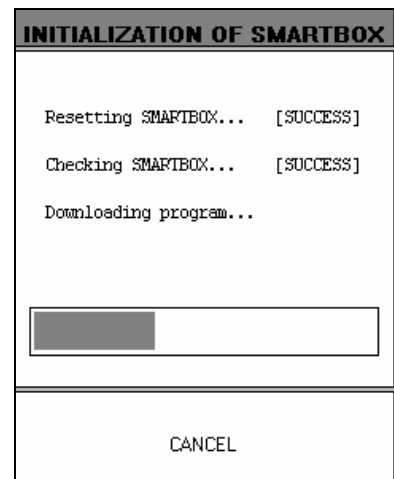 INITIALIZATION OF SMARTBOX
Resetting SMARTBOX... [SUCCESS]
Checking SMARTBOX... [SUCCESS]
Downloading program...
CANCEL